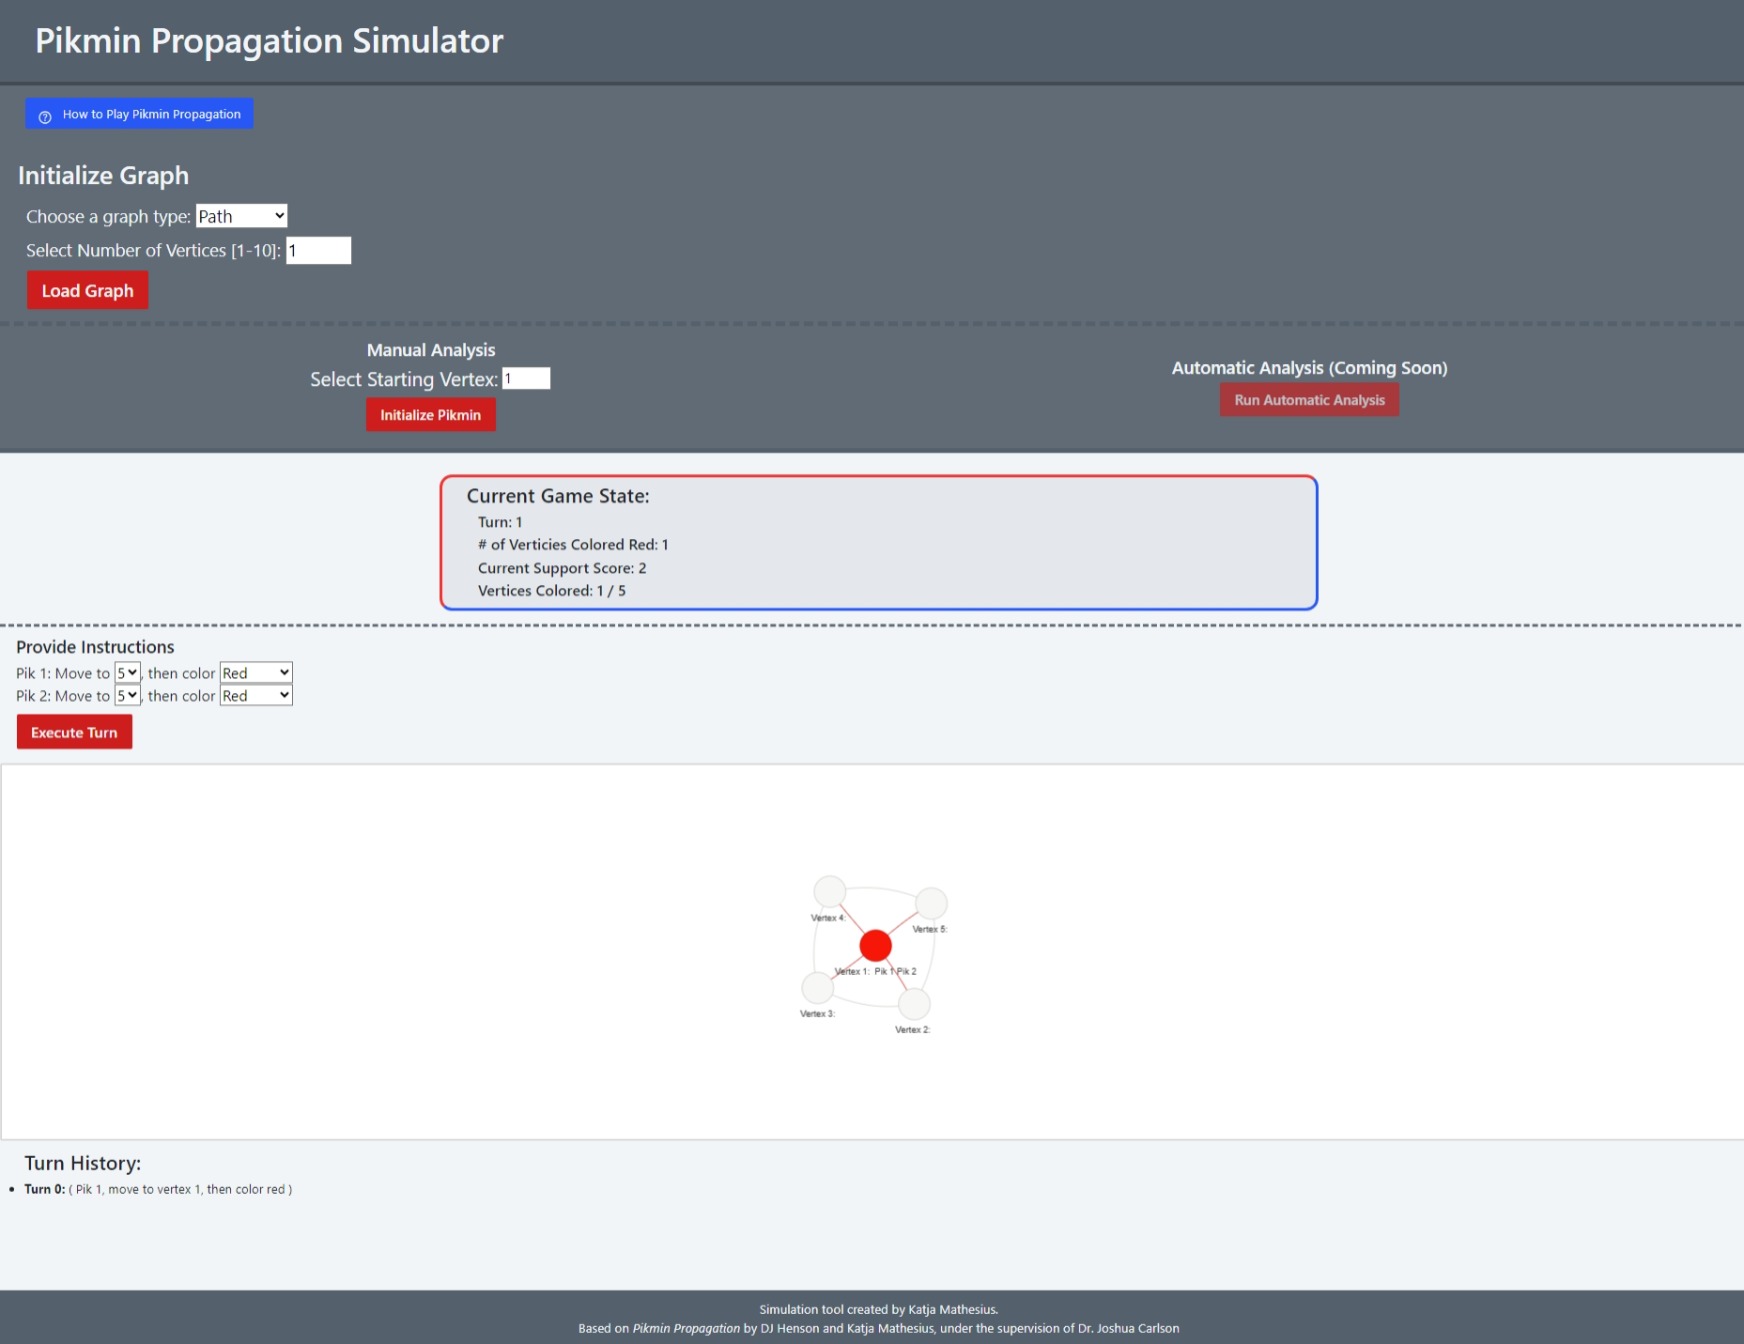 Pikmin Propagation Simulator
How to Play Pikmin Propagation
Initialize Graph
Choose a graph type: Path
Select Number of Vertices [1-10]: 1
Load Graph
Manual Analysis
Select Starting Vertex: 1
Initialize Pikmin
Automatic Analysis (Coming Soon)
Run Automatic Analysis
Current Game State:
Turn: 1
# of Verticies Colored Red: 1
Current Support Score: 2
Vertices Colored: 1 / 5
Provide Instructions
Pik 1: Move to 5, then color Red
Pik 2: Move to 5, then color Red
Execute Turn
Vertex 4:
Vertex 5:
Vertex 1: Pik 1 Pik 2
Vertex 3:
Vertex 2:
Turn History:
• Turn 0: ( Pik 1, move to vertex 1, then color red )
Simulation tool created by Katja Mathesius.
Based on Pikmin Propagation by DJ Henson and Katja Mathesius, under the supervision of Dr. Joshua Carlson